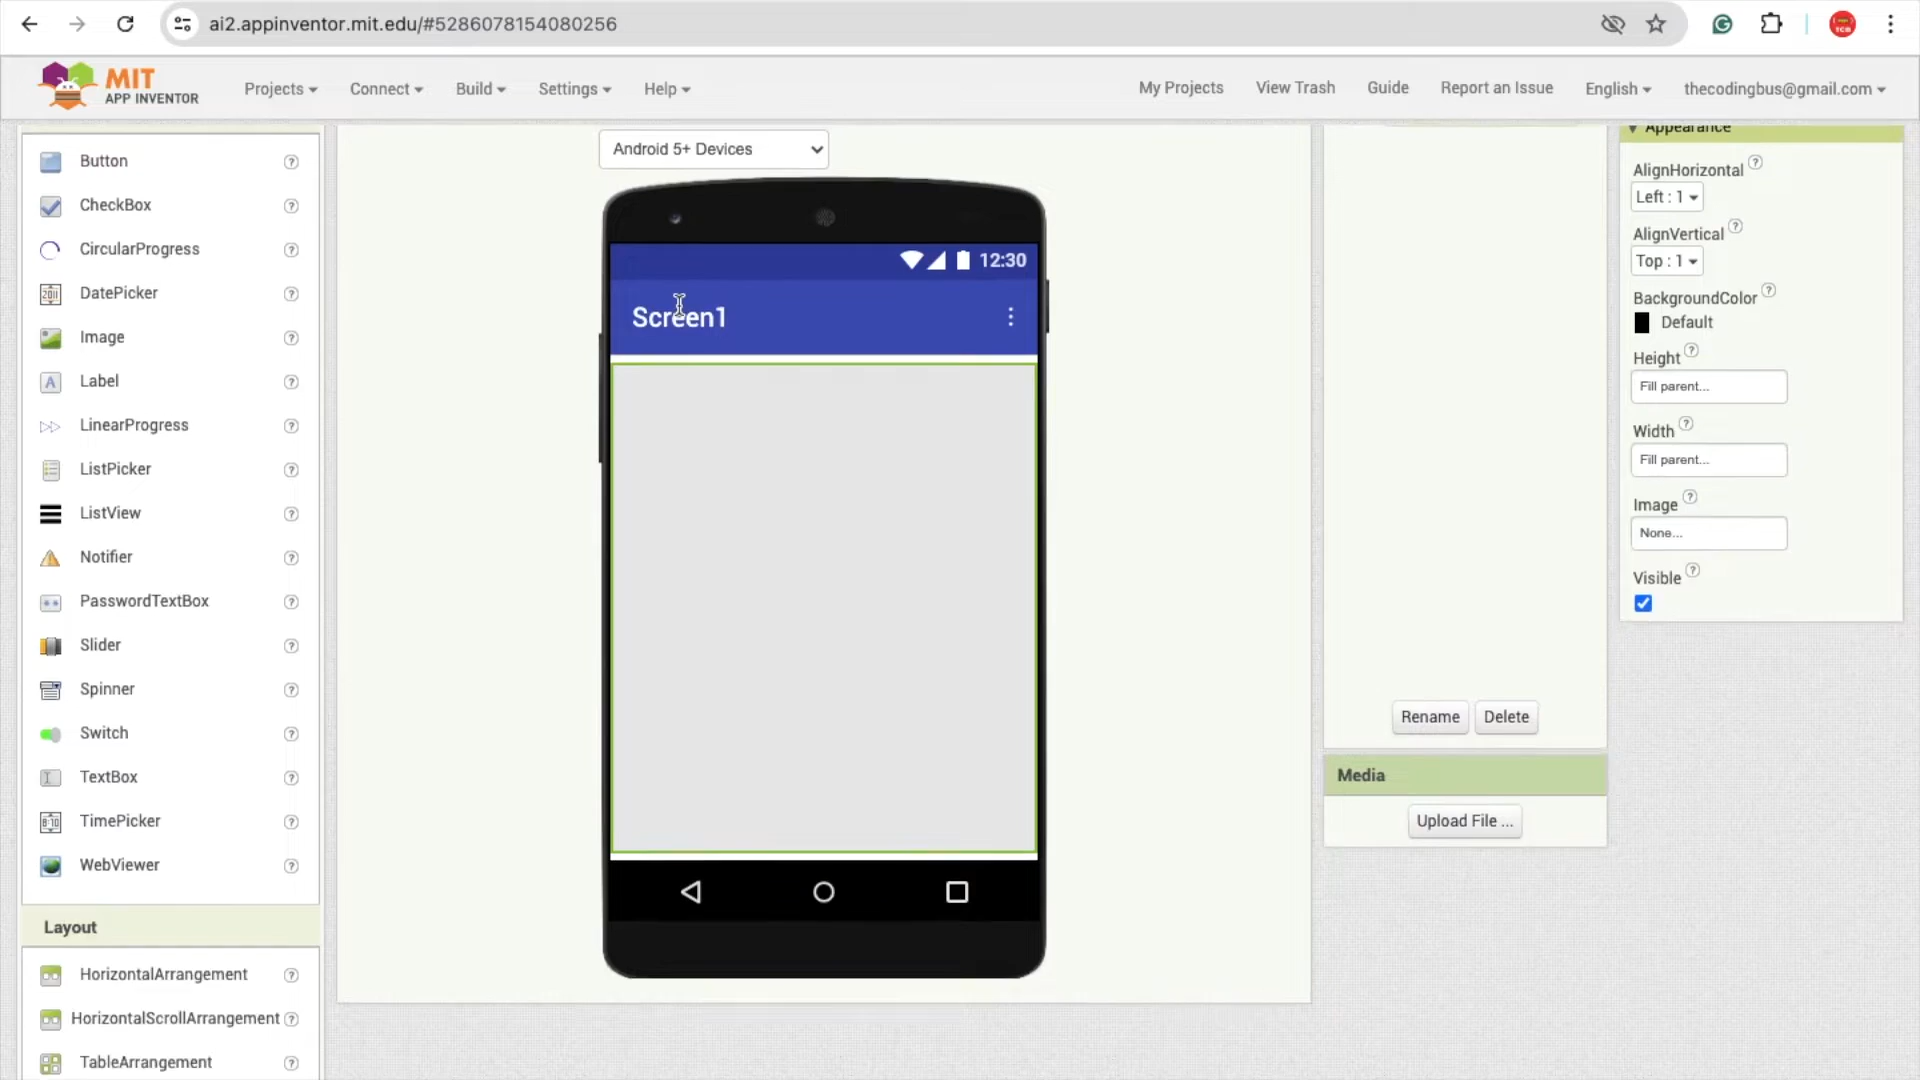 ai2.appinventor.mit.edu/#5286078154080256
MIT
APP INVENTOR
Projects
Connect
Build
Settings
Help
My Projects
View Trash
Guide
Report an Issue
English
thecodingbus@gmail.com
Button
CheckBox
CircularProgress
DatePicker
Image
Label
LinearProgress
ListPicker
ListView
Notifier
PasswordTextBox
Slider
Spinner
Switch
TextBox
TimePicker
WebViewer
Layout
HorizontalArrangement
HorizontalScrollArrangement
TableArrangement
Android 5+ Devices
12:30
Screen1
Rename
Delete
Media
Upload File ...
Appearance
AlignHorizontal
Left : 1
AlignVertical
Top : 1
BackgroundColor
Default
Height
Fill parent...
Width
Fill parent...
Image
None...
Visible